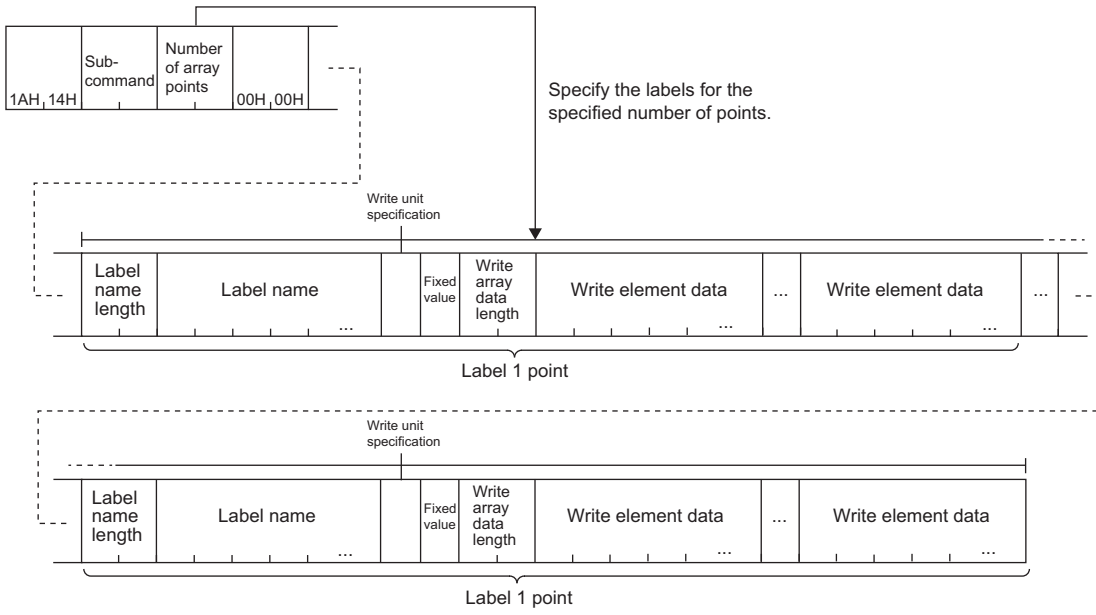 Sub-
command
Number
of array
points
1AH 14H
00H 00H
Specify the labels for the
specified number of points.
Write unit
specification
Label
name
length
Label name
...
Fixed
value
Write
array
data
length
Write element data
...
...
Write element data
...
...
Label 1 point
Write unit
specification
Label
name
length
Label name
...
Fixed
value
Write
array
data
length
Write element data
...
...
Write element data
...
Label 1 point